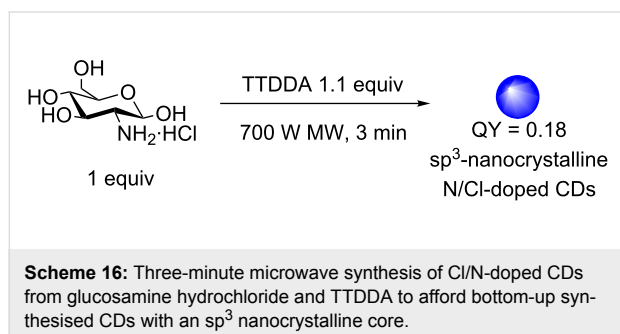 OH
HO
O
HO
OH
NH2·HCl
1 equiv
TTDDA 1.1 equiv
700 W MW, 3 min
QY = 0.18
sp3-nanocrystalline
N/Cl-doped CDs
Scheme 16: Three-minute microwave synthesis of Cl/N-doped CDs
from glucosamine hydrochloride and TTDDA to afford bottom-up syn-
thesised CDs with an sp3 nanocrystalline core.